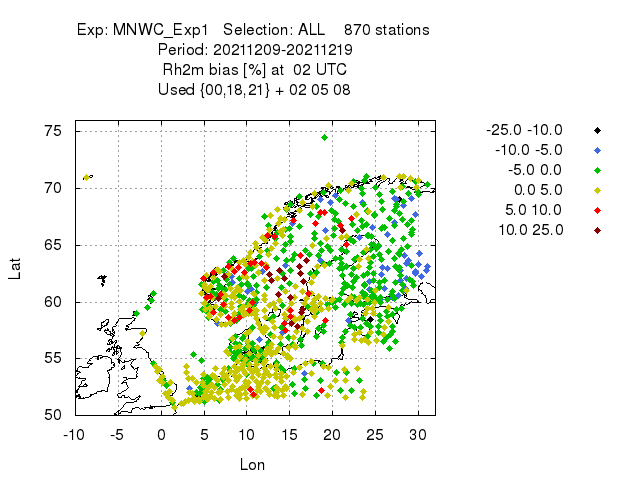 Exp: MNWC_Exp1 Selection: ALL 870 stations
Period: 20211209-20211219
Rh2m bias [%] at 02 UTC
Used {00,18,21} + 02 05 08
-25.0 -10.0
-10.0 -5.0
-5.0 0.0
0.0 5.0
5.0 10.0
10.0 25.0
75
70
65
60
55
50
Lat
-10 -5 0 5 10 15 20 25 30
Lon